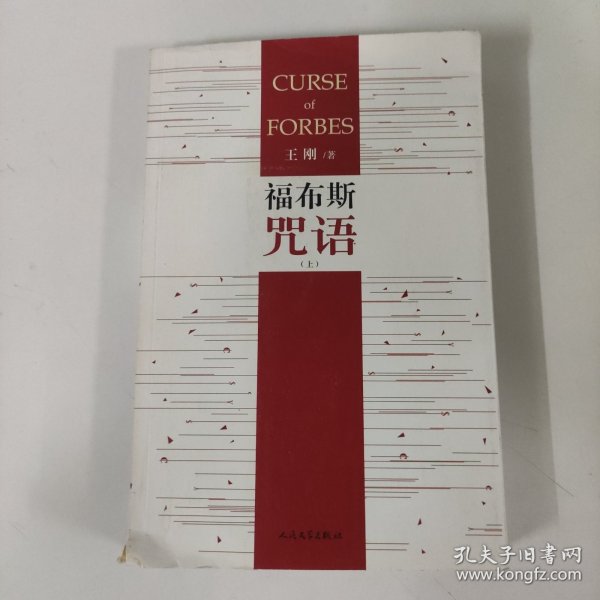 CURSE
of
FORBES
王刚/著
福布斯
咒语
(上)
人民文学出版社
孔夫子旧书网
www.kongfz.com